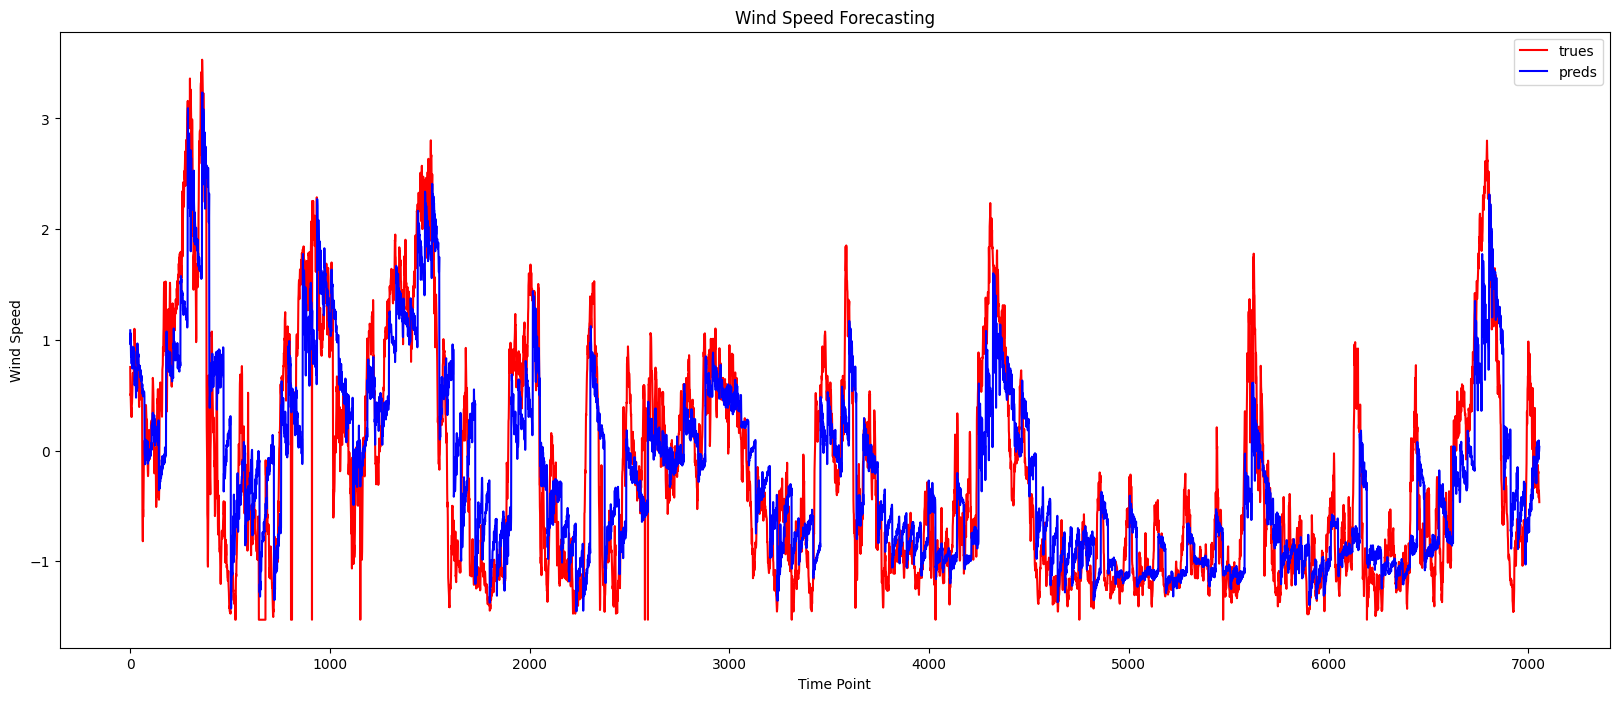 Wind Speed Forecasting
trues
preds
3
2
1
0
−1
Wind Speed
0 1000 2000 3000 4000 5000 6000 7000
Time Point